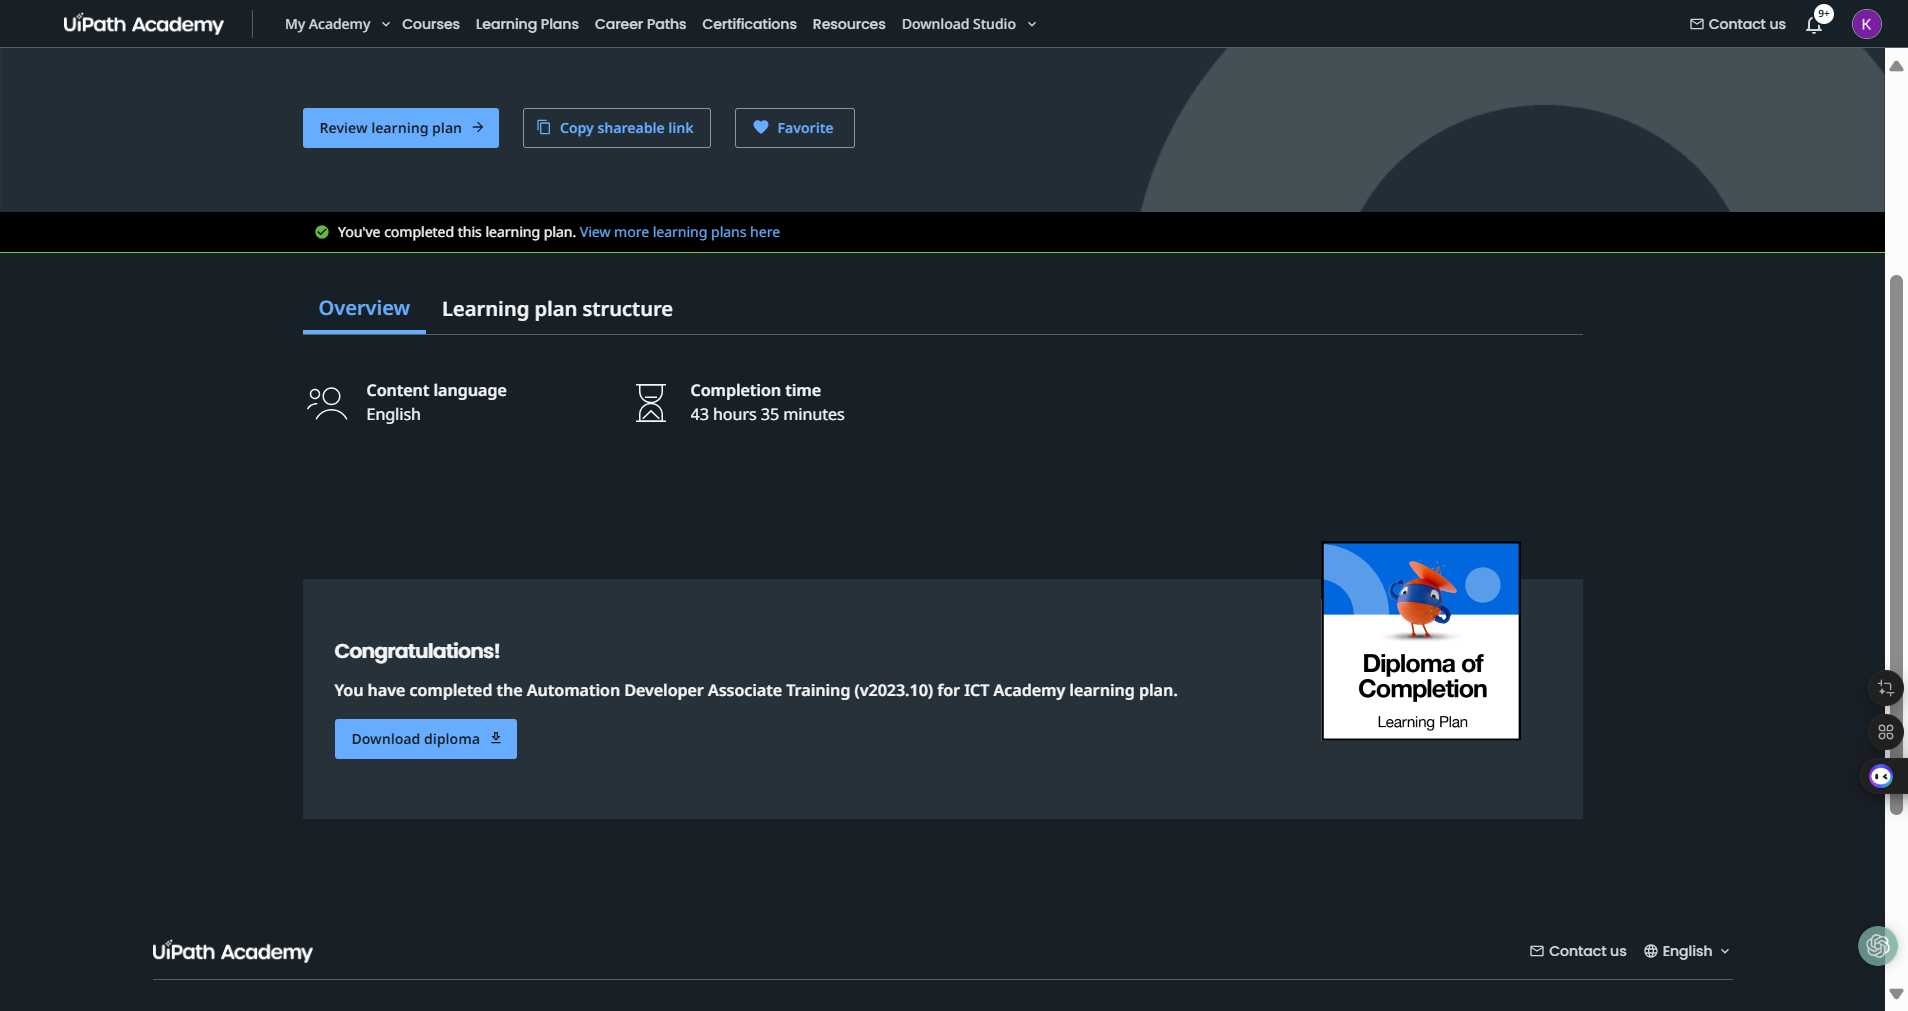 UiPath Academy
My Academy Courses Learning Plans Career Paths Certifications Resources Download Studio
Contact us 9+ K
Review learning plan Copy shareable link Favorite
You've completed this learning plan. View more learning plans here
Overview Learning plan structure
Content language
English
Completion time
43 hours 35 minutes
Congratulations!
You have completed the Automation Developer Associate Training (v2023.10) for ICT Academy learning plan.
Download diploma
Diploma of
Completion
Learning Plan
UiPath Academy
Contact us English